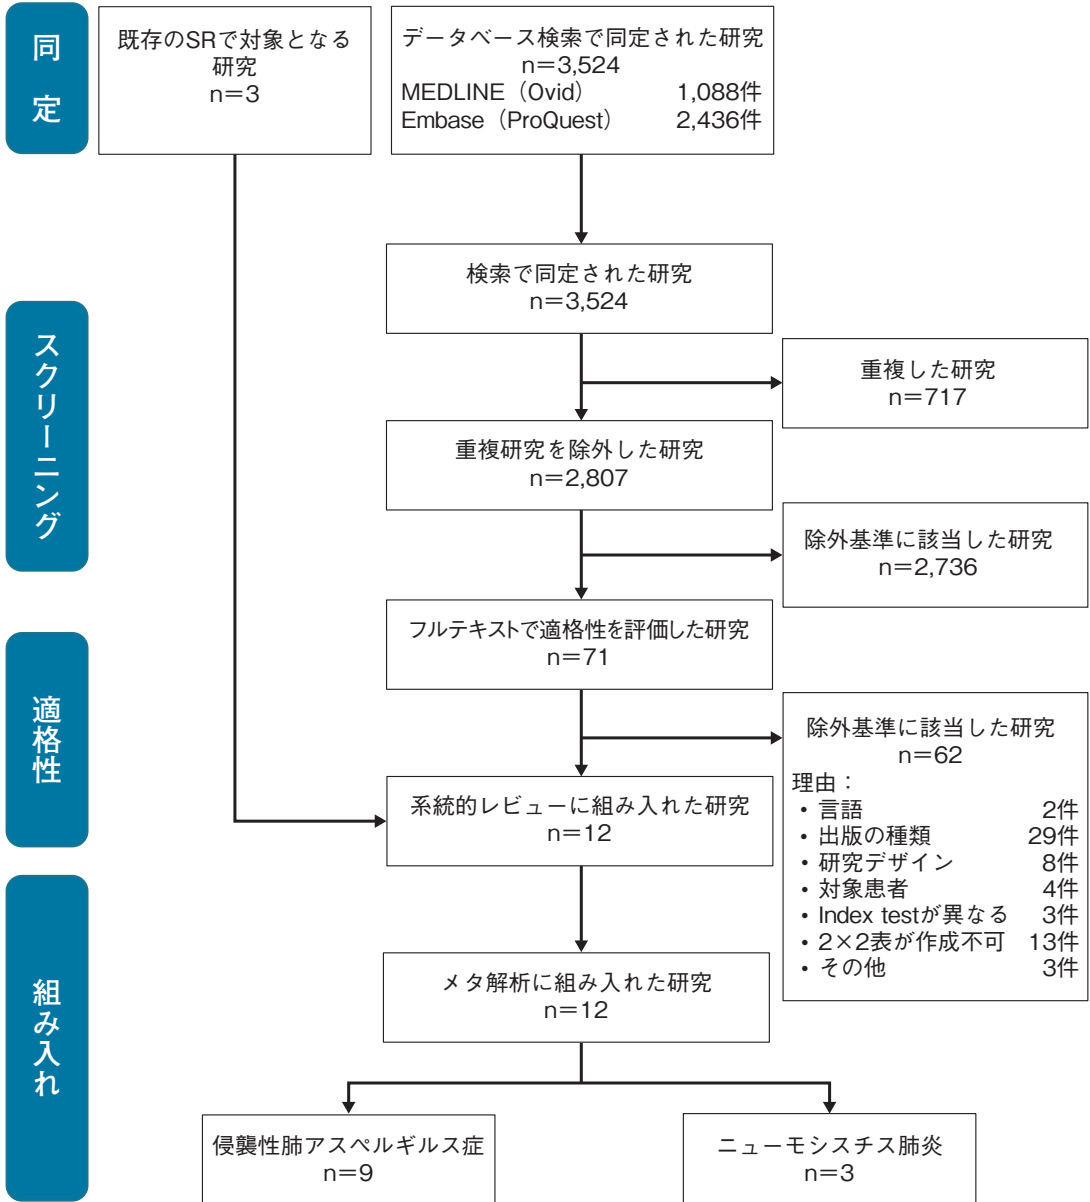 同定
既存のSRで対象となる
研究
n＝3
データベース検索で同定された研究
n＝3,524
MEDLINE（Ovid） 1,088件
Embase（ProQuest） 2,436件
スクリーニング
検索で同定された研究
n＝3,524
重複した研究
n＝717
重複研究を除外した研究
n＝2,807
除外基準に該当した研究
n＝2,736
適格性
フルテキストで適格性を評価した研究
n＝71
除外基準に該当した研究
n＝62
理由：
・言語 2件
・出版の種類 29件
・研究デザイン 8件
・対象患者 4件
・Index testが異なる 3件
・2×2表が作成不可 13件
・その他 3件
系統的レビューに組み入れた研究
n＝12
組み入れ
メタ解析に組み入れた研究
n＝12
侵襲性肺アスペルギルス症
n＝9
ニューモシスチス肺炎
n＝3